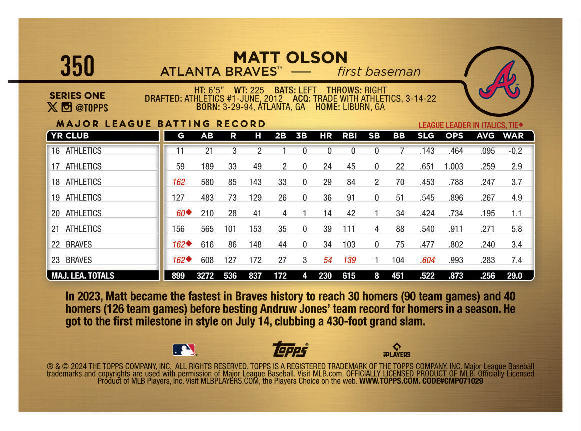 350
MATT OLSON
ATLANTA BRAVES™ — first baseman
SERIES ONE
@TOPPS
HT: 6'5" WT: 225 BATS: LEFT THROWS: RIGHT
DRAFTED: ATHLETICS #1-JUNE, 2012 ACQ: TRADE WITH ATHLETICS, 3-14-22
BORN: 3-29-94, ATLANTA, GA HOME: LIBURN, GA
MAJOR LEAGUE BATTING RECORD LEAGUE LEADER IN ITALICS, TIE♦
YR CLUB G AB R H 2B 3B HR RBI SB BB SLG OPS AVG WAR
16 ATHLETICS 11 21 3 2 1 0 0 0 0 7 .143 .464 .095 -0.2
17 ATHLETICS 59 189 33 49 2 0 24 45 0 22 .651 1.003 .259 2.9
18 ATHLETICS 162 580 85 143 33 0 29 84 2 70 .453 .788 .247 3.7
19 ATHLETICS 127 483 73 129 26 0 36 91 0 51 .545 .896 .267 4.9
20 ATHLETICS 60♦ 210 28 41 4 1 14 42 1 34 .424 .734 .195 1.1
21 ATHLETICS 156 565 101 153 35 0 39 111 4 88 .540 .911 .271 5.8
22 BRAVES 162♦ 616 86 148 44 0 34 103 0 75 .477 .802 .240 3.4
23 BRAVES 162♦ 608 127 172 27 3 54 139 1 104 .604 .993 .283 7.4
MAJ. LEA. TOTALS 899 3272 536 837 172 4 230 615 8 451 .522 .873 .256 29.0
In 2023, Matt became the fastest in Braves history to reach 30 homers (90 team games) and 40
homers (126 team games) before besting Andruw Jones' team record for homers in a season. He
got to the first milestone in style on July 14, clubbing a 430-foot grand slam.
Topps
PLAYERS
® & © 2024 THE TOPPS COMPANY, INC. ALL RIGHTS RESERVED. TOPPS IS A REGISTERED TRADEMARK OF THE TOPPS COMPANY, INC. Major League Baseball
trademarks and copyrights are used with permission of Major League Baseball. Visit MLB.com. OFFICIALLY LICENSED PRODUCT OF MLB. Officially Licensed
Product of MLB Players, Inc. Visit MLBPLAYERS.COM, the Players Choice on the web. WWW.TOPPS.COM. CODE#CMP071029